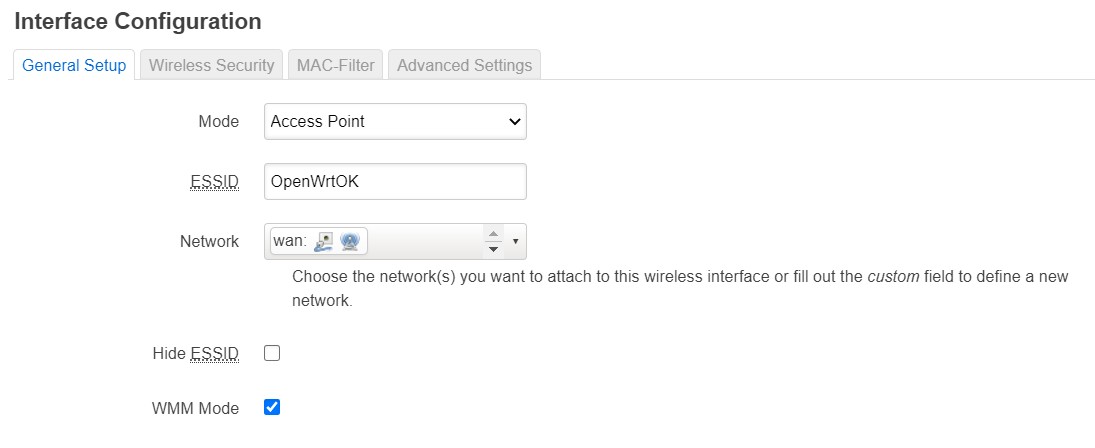 Interface Configuration
General Setup Wireless Security MAC-Filter Advanced Settings
Mode Access Point
ESSID OpenWrtOK
Network wan:
Choose the network(s) you want to attach to this wireless interface or fill out the custom field to define a new
network.
Hide ESSID
WMM Mode